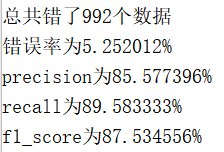 总共错了992个数据
错误率为5.252012%
precision为85.577396%
recall为89.583333%
f1_score为87.534556%